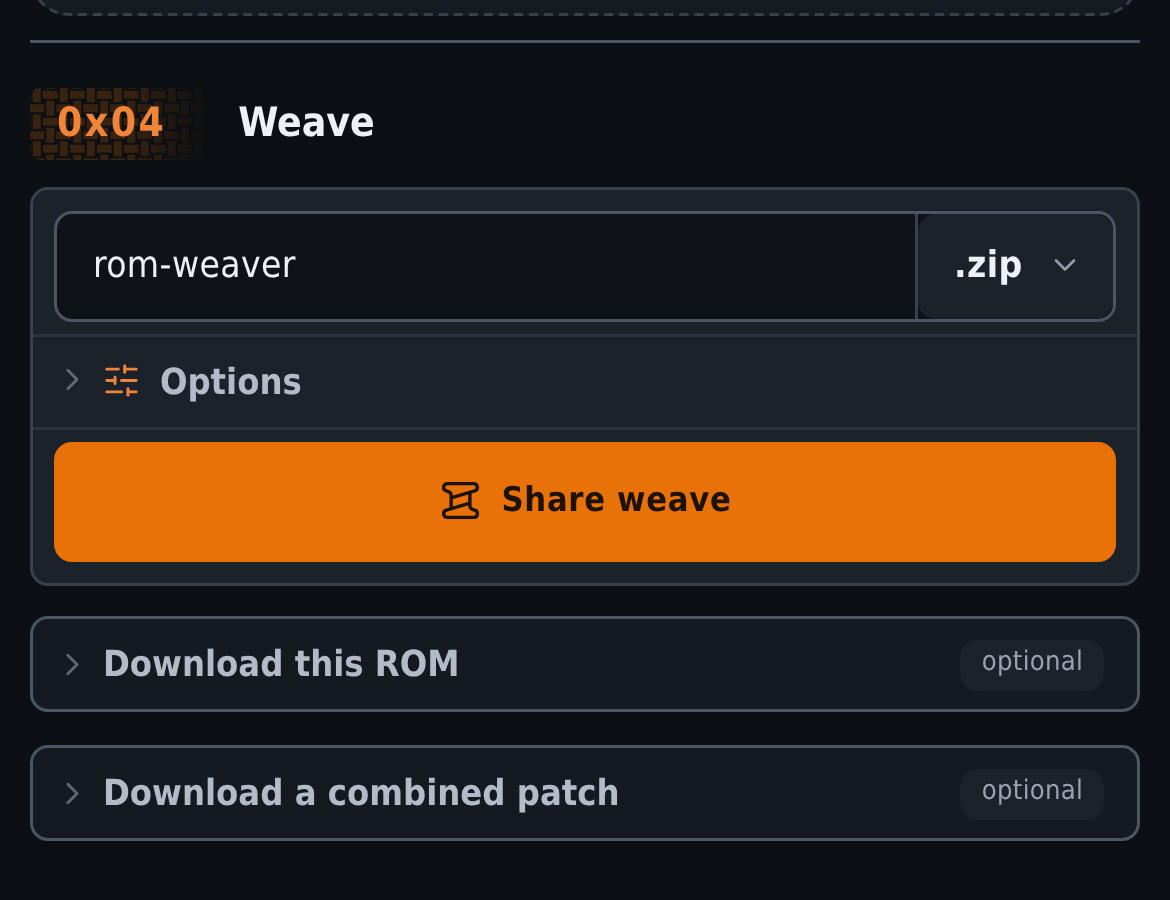 0x04 Weave
rom-weaver .zip
Options
Share weave
Download this ROM optional
Download a combined patch optional